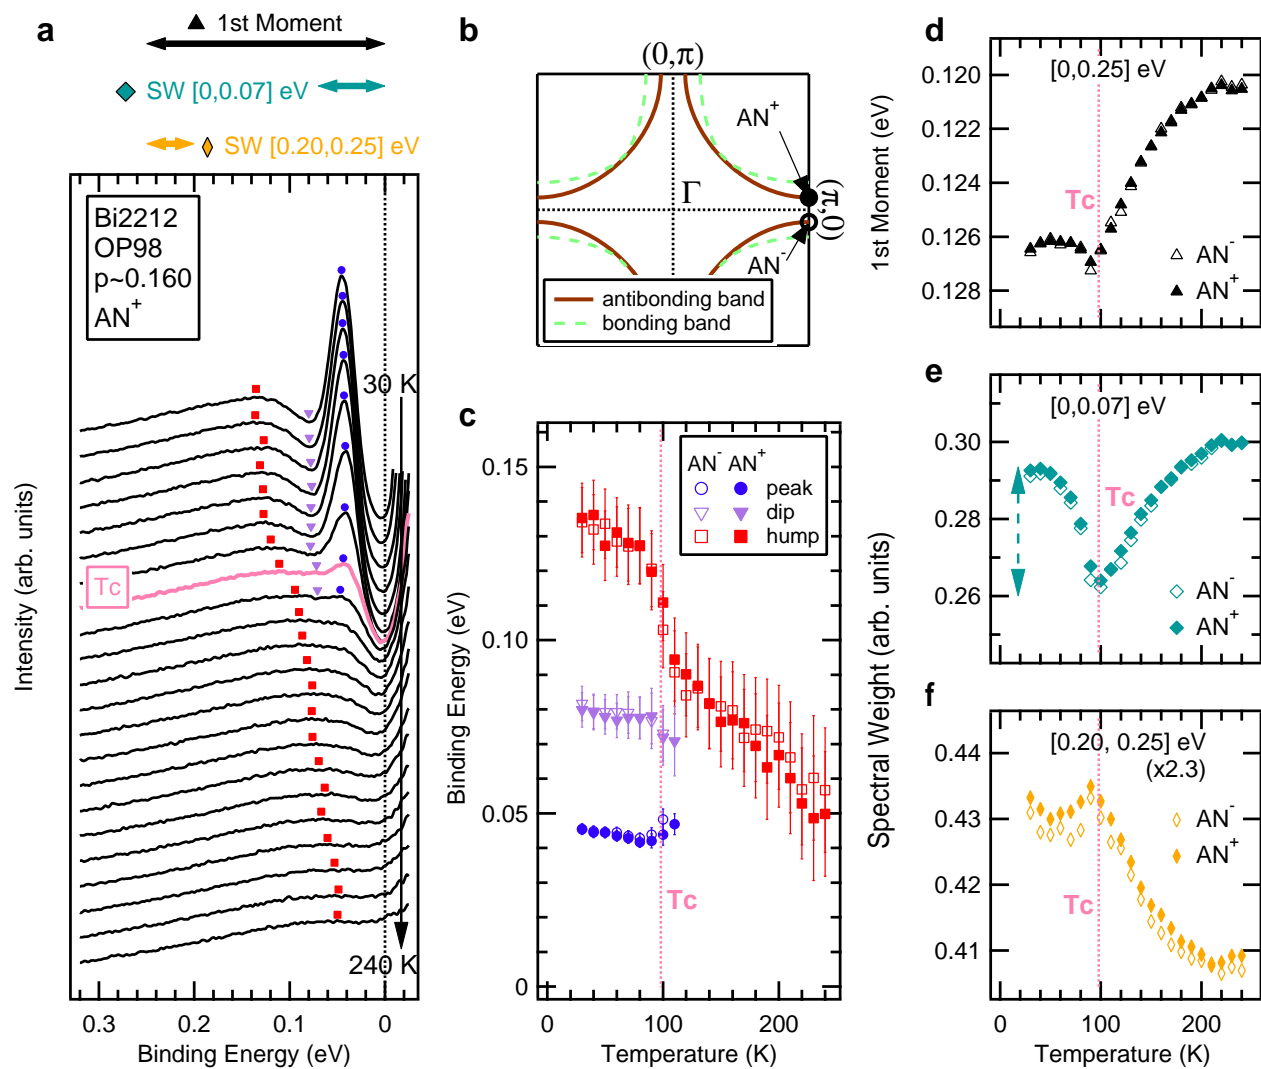 a
1st Moment
SW [0,0.07] eV
SW [0.20,0.25] eV
Bi2212
OP98
p~0.160
AN+
30 K
Tc
240 K
Intensity (arb. units)
0.3
0.1
0
Binding Energy (eV)
b
(0,π)
AN+
Γ
(π,0)
AN-
antibonding band
bonding band
c
AN- AN+
peak
dip
hump
Tc
0.15
0.10
0.05
0
Binding Energy (eV)
0
100
200
Temperature (K)
d
[0,0.25] eV
Tc
AN-
AN+
0.120
0.122
0.124
0.126
0.128
1st Moment (eV)
e
[0,0.07] eV
Tc
AN-
AN+
0.30
0.28
0.26
Spectral Weight (arb. units)
f
[0.20, 0.25] eV
(x2.3)
AN-
AN+
Tc
0.44
0.43
0.42
0.41
0
100
200
Temperature (K)